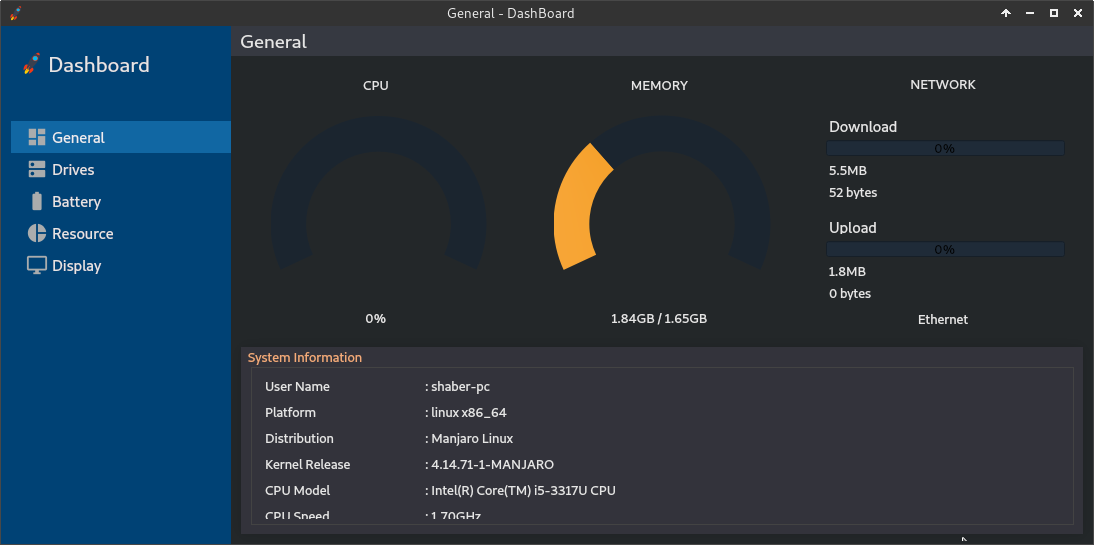 General - DashBoard
Dashboard
General
Drives
Battery
Resource
Display
General
CPU
0%
MEMORY
1.84GB / 1.65GB
NETWORK
Download
0%
5.5MB
52 bytes
Upload
0%
1.8MB
0 bytes
Ethernet
System Information
User Name : shaber-pc
Platform : linux x86_64
Distribution : Manjaro Linux
Kernel Release : 4.14.71-1-MANJARO
CPU Model : Intel(R) Core(TM) i5-3317U CPU
CPU Speed : 1.70GHz